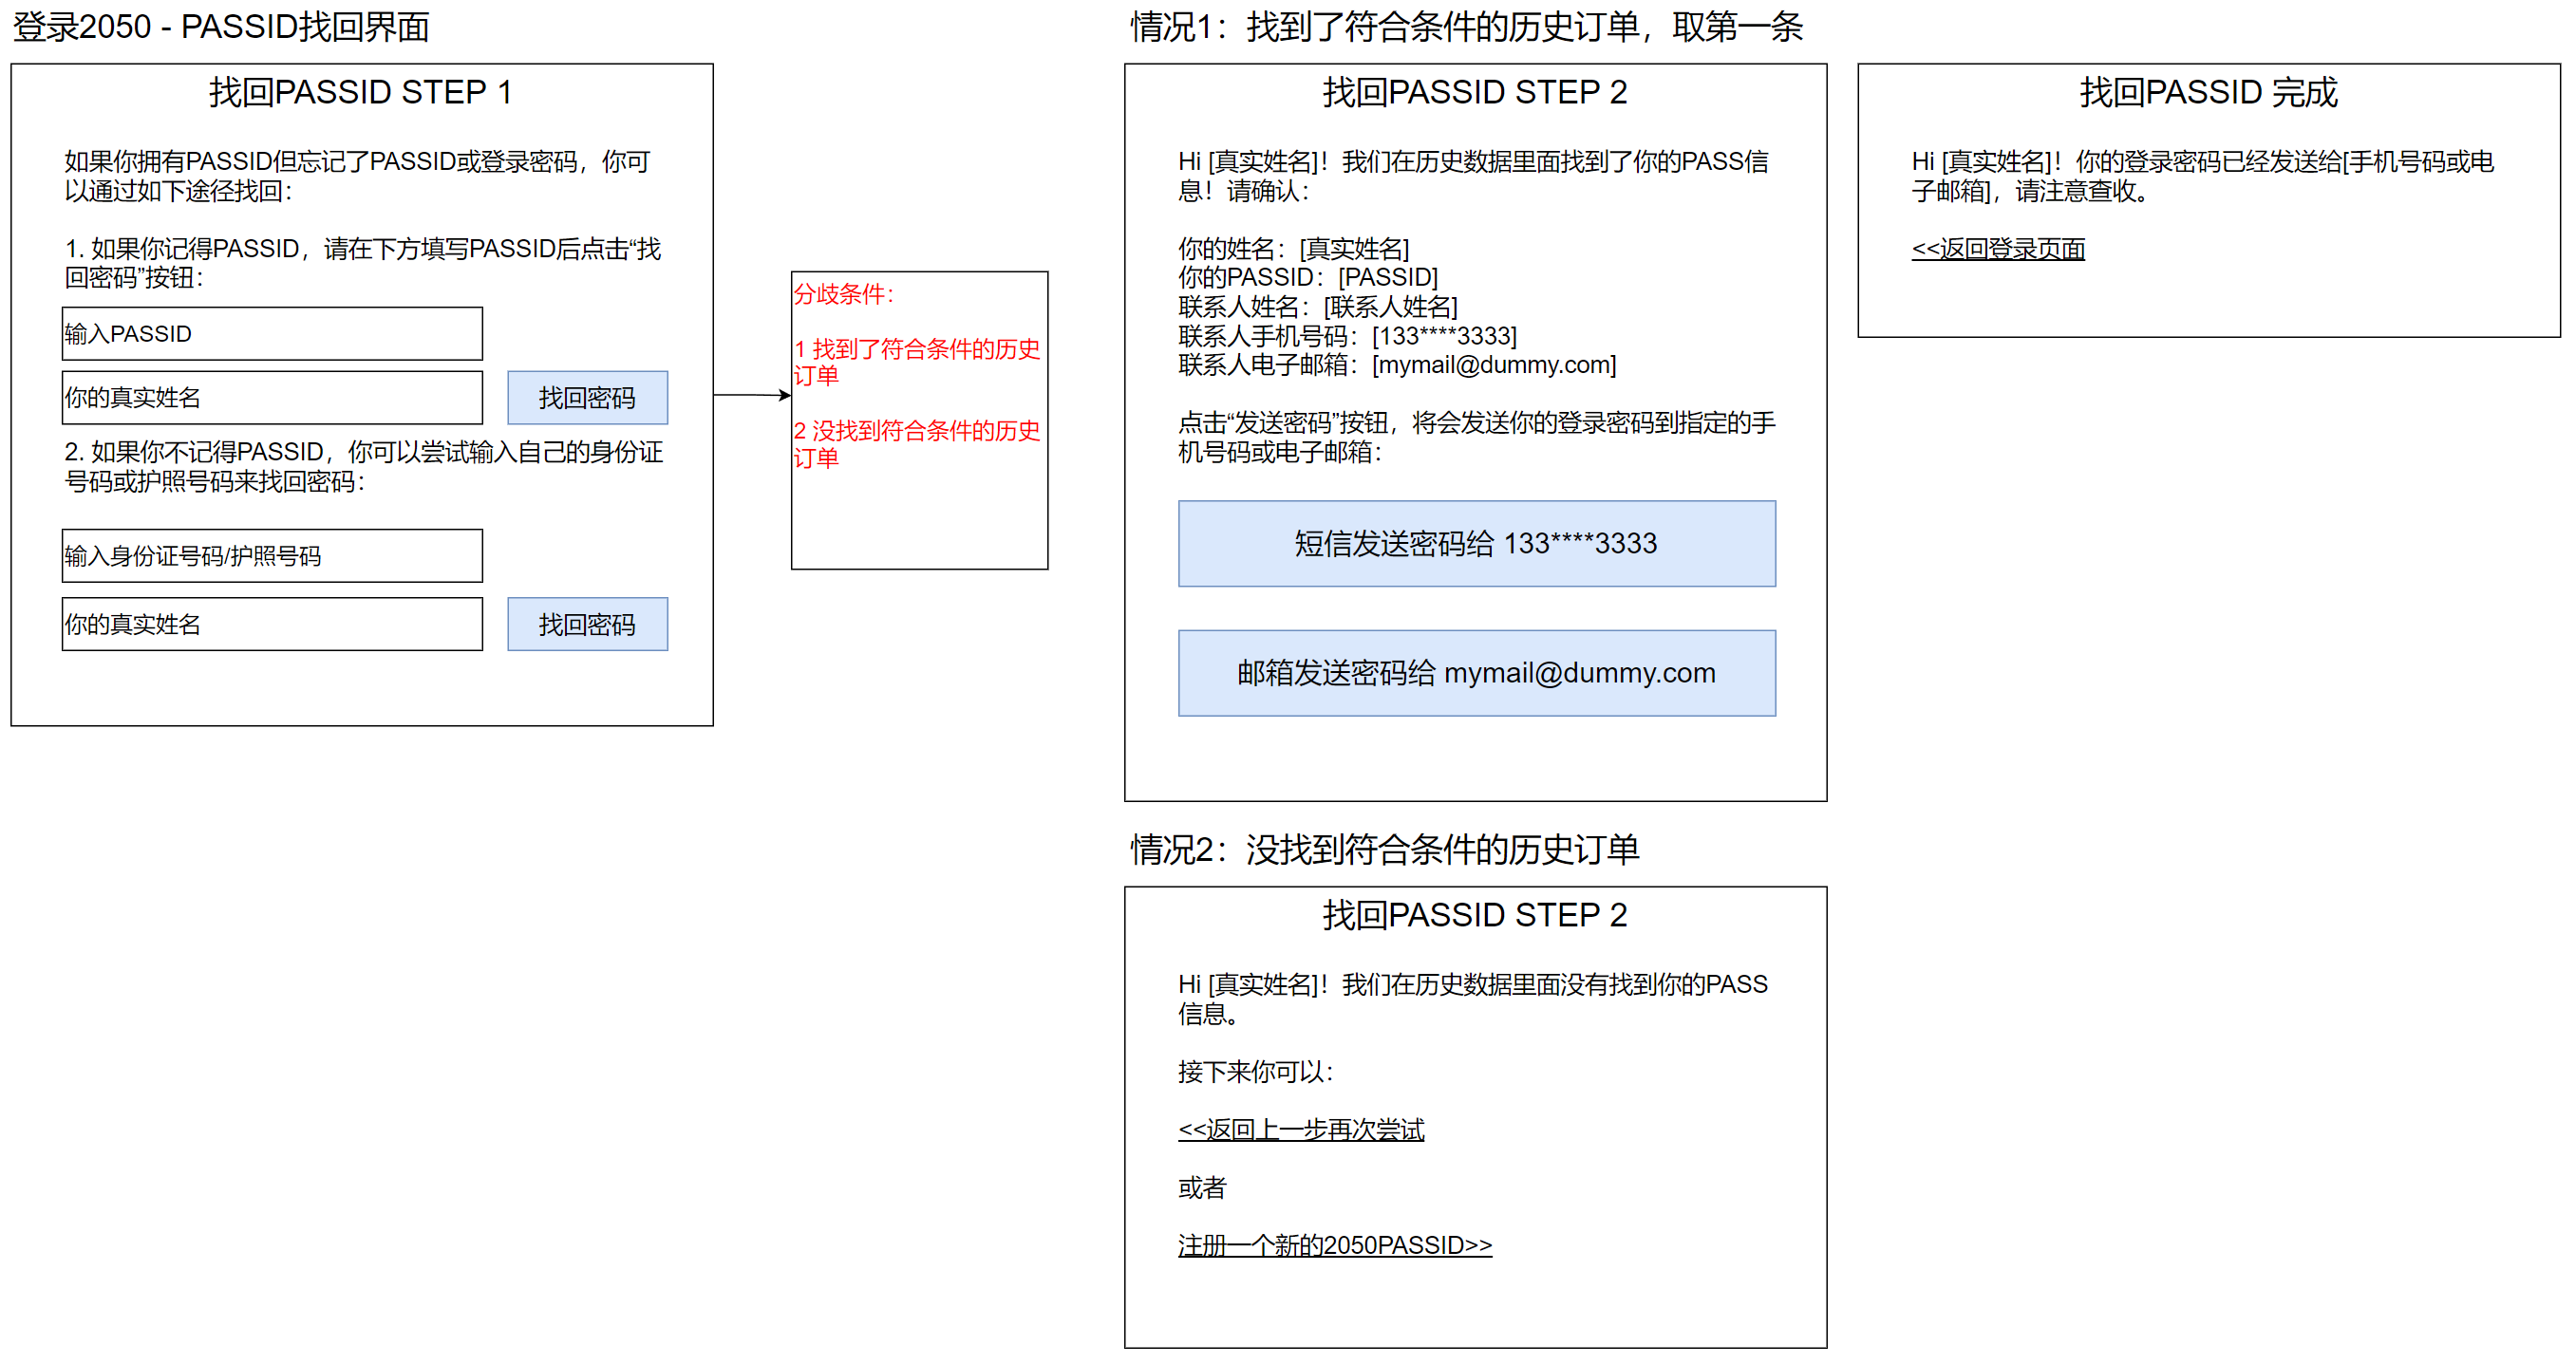 登录2050 - PASSID找回界面
找回PASSID STEP 1
如果你拥有PASSID但忘记了PASSID或登录密码，你可
以通过如下途径找回：
1. 如果你记得PASSID，请在下方填写PASSID后点击“找
回密码”按钮：
输入PASSID
你的真实姓名
找回密码
2. 如果你不记得PASSID，你可以尝试输入自己的身份证
号码或护照号码来找回密码：
输入身份证号码/护照号码
你的真实姓名
找回密码
分歧条件：
1 找到了符合条件的历史
订单
2 没找到符合条件的历史
订单
情况1：找到了符合条件的历史订单，取第一条
找回PASSID STEP 2
Hi [真实姓名]！我们在历史数据里面找到了你的PASS信
息！请确认：
你的姓名：[真实姓名]
你的PASSID：[PASSID]
联系人姓名：[联系人姓名]
联系人手机号码：[133****3333]
联系人电子邮箱：[mymail@dummy.com]
点击“发送密码”按钮，将会发送你的登录密码到指定的手
机号码或电子邮箱：
短信发送密码给 133****3333
邮箱发送密码给 mymail@dummy.com
找回PASSID 完成
Hi [真实姓名]！你的登录密码已经发送给[手机号码或电
子邮箱]，请注意查收。
<<返回登录页面
情况2：没找到符合条件的历史订单
找回PASSID STEP 2
Hi [真实姓名]！我们在历史数据里面没有找到你的PASS
信息。
接下来你可以：
<<返回上一步再次尝试
或者
注册一个新的2050PASSID>>